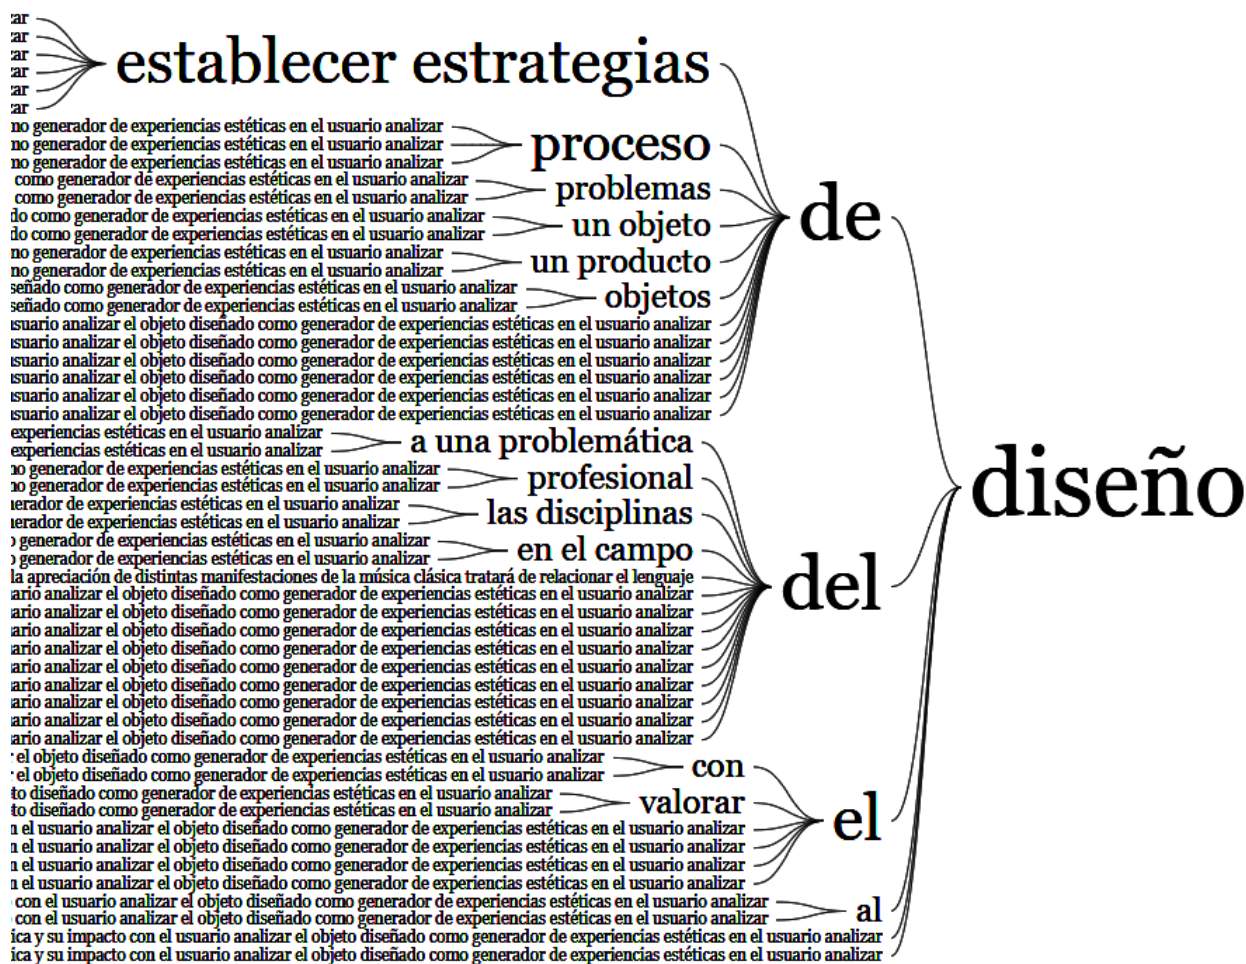 establecer estrategias
generador de experiencias estéticas en el usuario analizar
generador de experiencias estéticas en el usuario analizar
proceso
generador de experiencias estéticas en el usuario analizar
como generador de experiencias estéticas en el usuario analizar
problemas
como generador de experiencias estéticas en el usuario analizar
como generador de experiencias estéticas en el usuario analizar
un objeto
como generador de experiencias estéticas en el usuario analizar
de
generador de experiencias estéticas en el usuario analizar
un producto
generador de experiencias estéticas en el usuario analizar
señado como generador de experiencias estéticas en el usuario analizar
objetos
señado como generador de experiencias estéticas en el usuario analizar
usuario analizar el objeto diseñado como generador de experiencias estéticas en el usuario analizar
usuario analizar el objeto diseñado como generador de experiencias estéticas en el usuario analizar
usuario analizar el objeto diseñado como generador de experiencias estéticas en el usuario analizar
usuario analizar el objeto diseñado como generador de experiencias estéticas en el usuario analizar
usuario analizar el objeto diseñado como generador de experiencias estéticas en el usuario analizar
usuario analizar el objeto diseñado como generador de experiencias estéticas en el usuario analizar
experiencias estéticas en el usuario analizar
a una problemática
experiencias estéticas en el usuario analizar
generador de experiencias estéticas en el usuario analizar
profesional
generador de experiencias estéticas en el usuario analizar
diseño
nerador de experiencias estéticas en el usuario analizar
las disciplinas
nerador de experiencias estéticas en el usuario analizar
generador de experiencias estéticas en el usuario analizar
en el campo
generador de experiencias estéticas en el usuario analizar
la apreciación de distintas manifestaciones de la música clásica tratará de relacionar el lenguaje
del
ario analizar el objeto diseñado como generador de experiencias estéticas en el usuario analizar
ario analizar el objeto diseñado como generador de experiencias estéticas en el usuario analizar
ario analizar el objeto diseñado como generador de experiencias estéticas en el usuario analizar
ario analizar el objeto diseñado como generador de experiencias estéticas en el usuario analizar
ario analizar el objeto diseñado como generador de experiencias estéticas en el usuario analizar
ario analizar el objeto diseñado como generador de experiencias estéticas en el usuario analizar
ario analizar el objeto diseñado como generador de experiencias estéticas en el usuario analizar
ario analizar el objeto diseñado como generador de experiencias estéticas en el usuario analizar
ario analizar el objeto diseñado como generador de experiencias estéticas en el usuario analizar
el objeto diseñado como generador de experiencias estéticas en el usuario analizar
con
el objeto diseñado como generador de experiencias estéticas en el usuario analizar
to diseñado como generador de experiencias estéticas en el usuario analizar
valorar
to diseñado como generador de experiencias estéticas en el usuario analizar
el
el usuario analizar el objeto diseñado como generador de experiencias estéticas en el usuario analizar
el usuario analizar el objeto diseñado como generador de experiencias estéticas en el usuario analizar
el usuario analizar el objeto diseñado como generador de experiencias estéticas en el usuario analizar
el usuario analizar el objeto diseñado como generador de experiencias estéticas en el usuario analizar
con el usuario analizar el objeto diseñado como generador de experiencias estéticas en el usuario analizar
al
con el usuario analizar el objeto diseñado como generador de experiencias estéticas en el usuario analizar
ica y su impacto con el usuario analizar el objeto diseñado como generador de experiencias estéticas en el usuario analizar
ica y su impacto con el usuario analizar el objeto diseñado como generador de experiencias estéticas en el usuario analizar